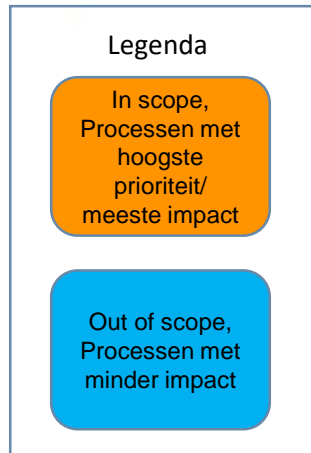 Legenda
In scope,
Processen met
hoogste
prioriteit/
meeste impact
Out of scope,
Processen met
minder impact